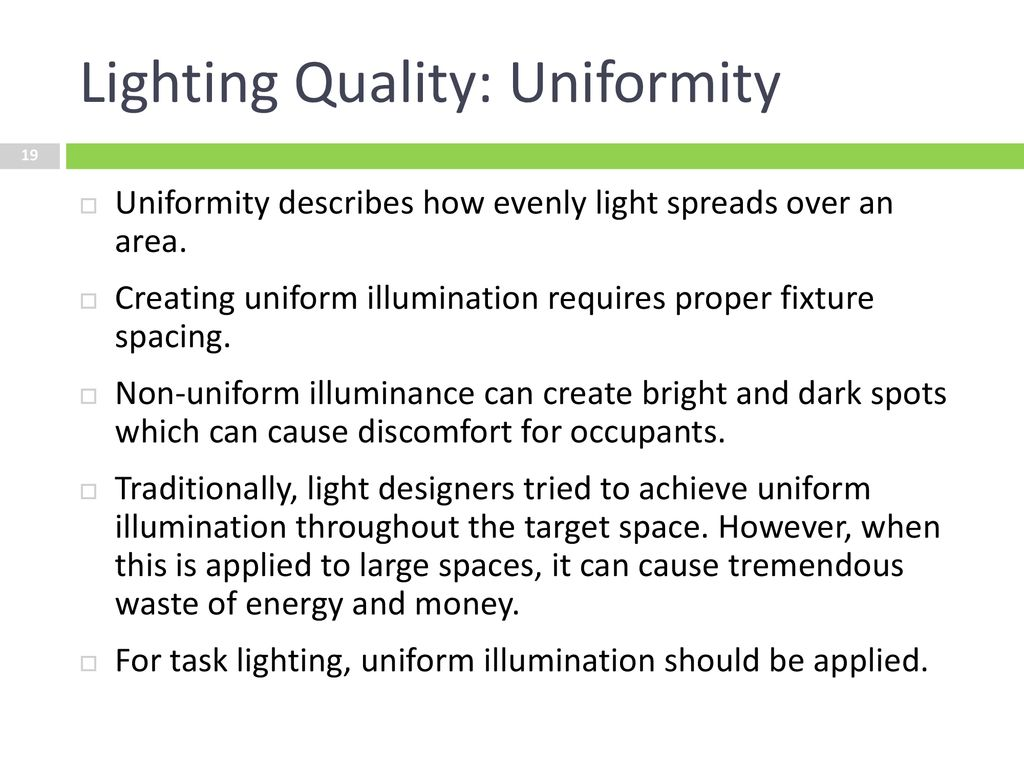 Lighting Quality: Uniformity
19
Uniformity describes how evenly light spreads over an
area.
Creating uniform illumination requires proper fixture
spacing.
Non-uniform illuminance can create bright and dark spots
which can cause discomfort for occupants.
Traditionally, light designers tried to achieve uniform
illumination throughout the target space. However, when
this is applied to large spaces, it can cause tremendous
waste of energy and money.
For task lighting, uniform illumination should be applied.